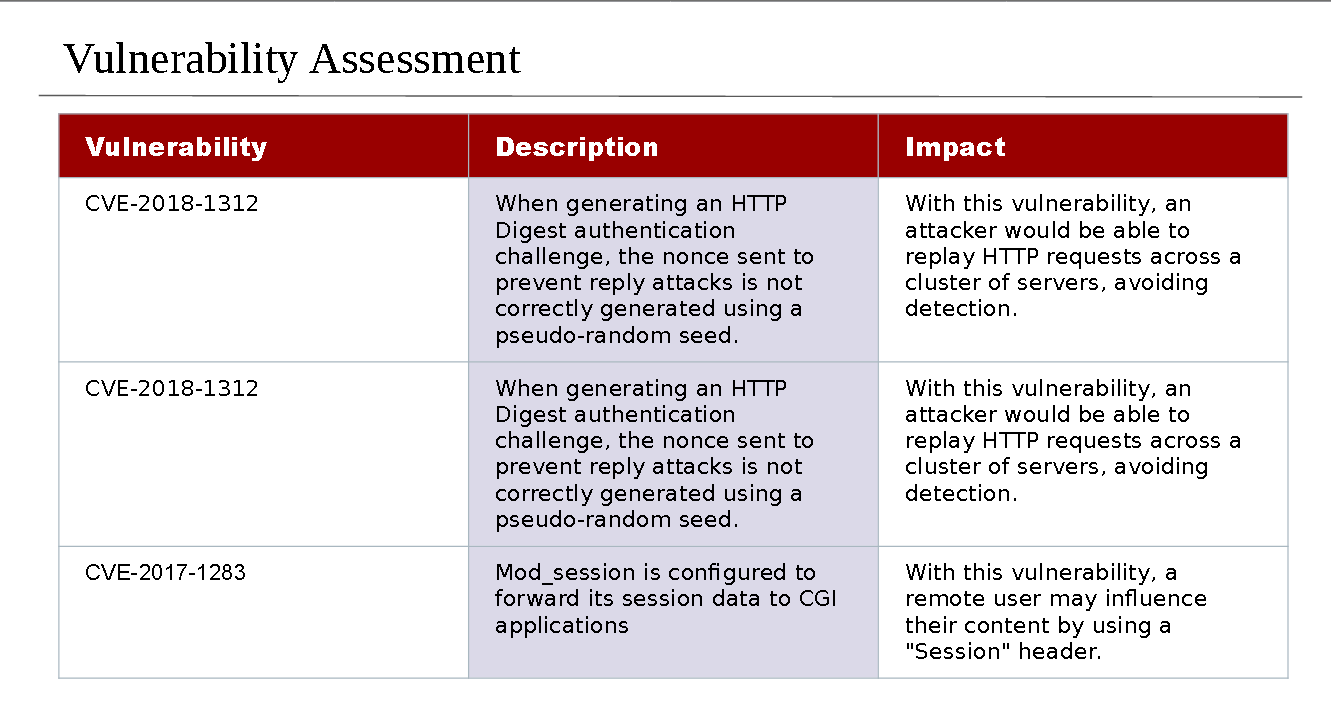 Vulnerability Assessment
Vulnerability
Description
Impact
CVE-2018-1312
When generating an HTTP
Digest authentication
challenge, the nonce sent to
prevent reply attacks is not
correctly generated using a
pseudo-random seed.
With this vulnerability, an
attacker would be able to
replay HTTP requests across a
cluster of servers, avoiding
detection.
CVE-2018-1312
When generating an HTTP
Digest authentication
challenge, the nonce sent to
prevent reply attacks is not
correctly generated using a
pseudo-random seed.
With this vulnerability, an
attacker would be able to
replay HTTP requests across a
cluster of servers, avoiding
detection.
CVE-2017-1283
Mod_session is configured to
forward its session data to CGI
applications
With this vulnerability, a
remote user may influence
their content by using a
"Session" header.